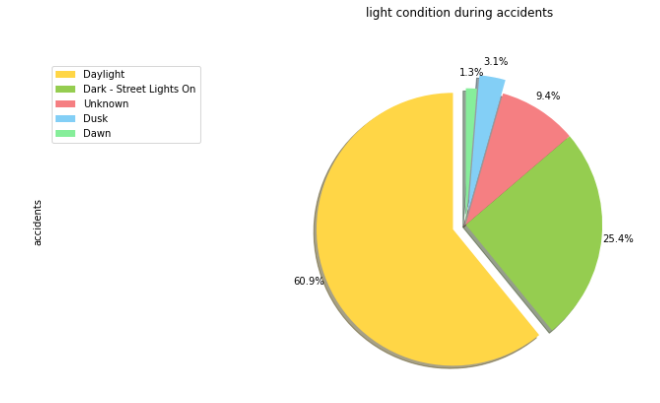 light condition during accidents
Daylight
Dark - Street Lights On
Unknown
Dusk
Dawn
accidents
1.3%
3.1%
9.4%
25.4%
60.9%